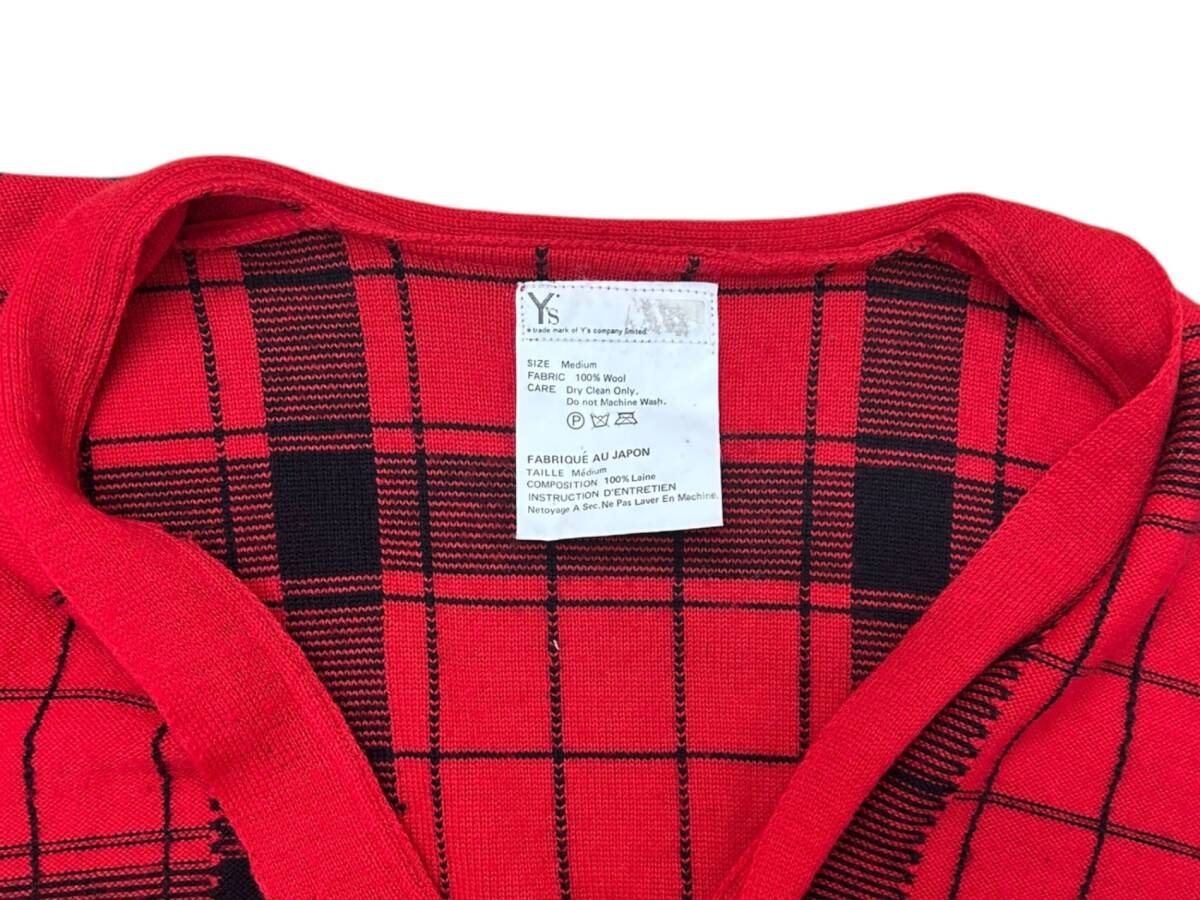 Y's
★ trade mark of Y's company limited.
SIZE Medium
FABRIC 100% Wool
CARE Dry Clean Only.
Do not Machine Wash.
P
FABRIQUÉ AU JAPON
TAILLE Médium
COMPOSITION 100% Laine
INSTRUCTION D'ENTRETIEN
Netoyage A Sec. Ne Pas Laver En Machine.